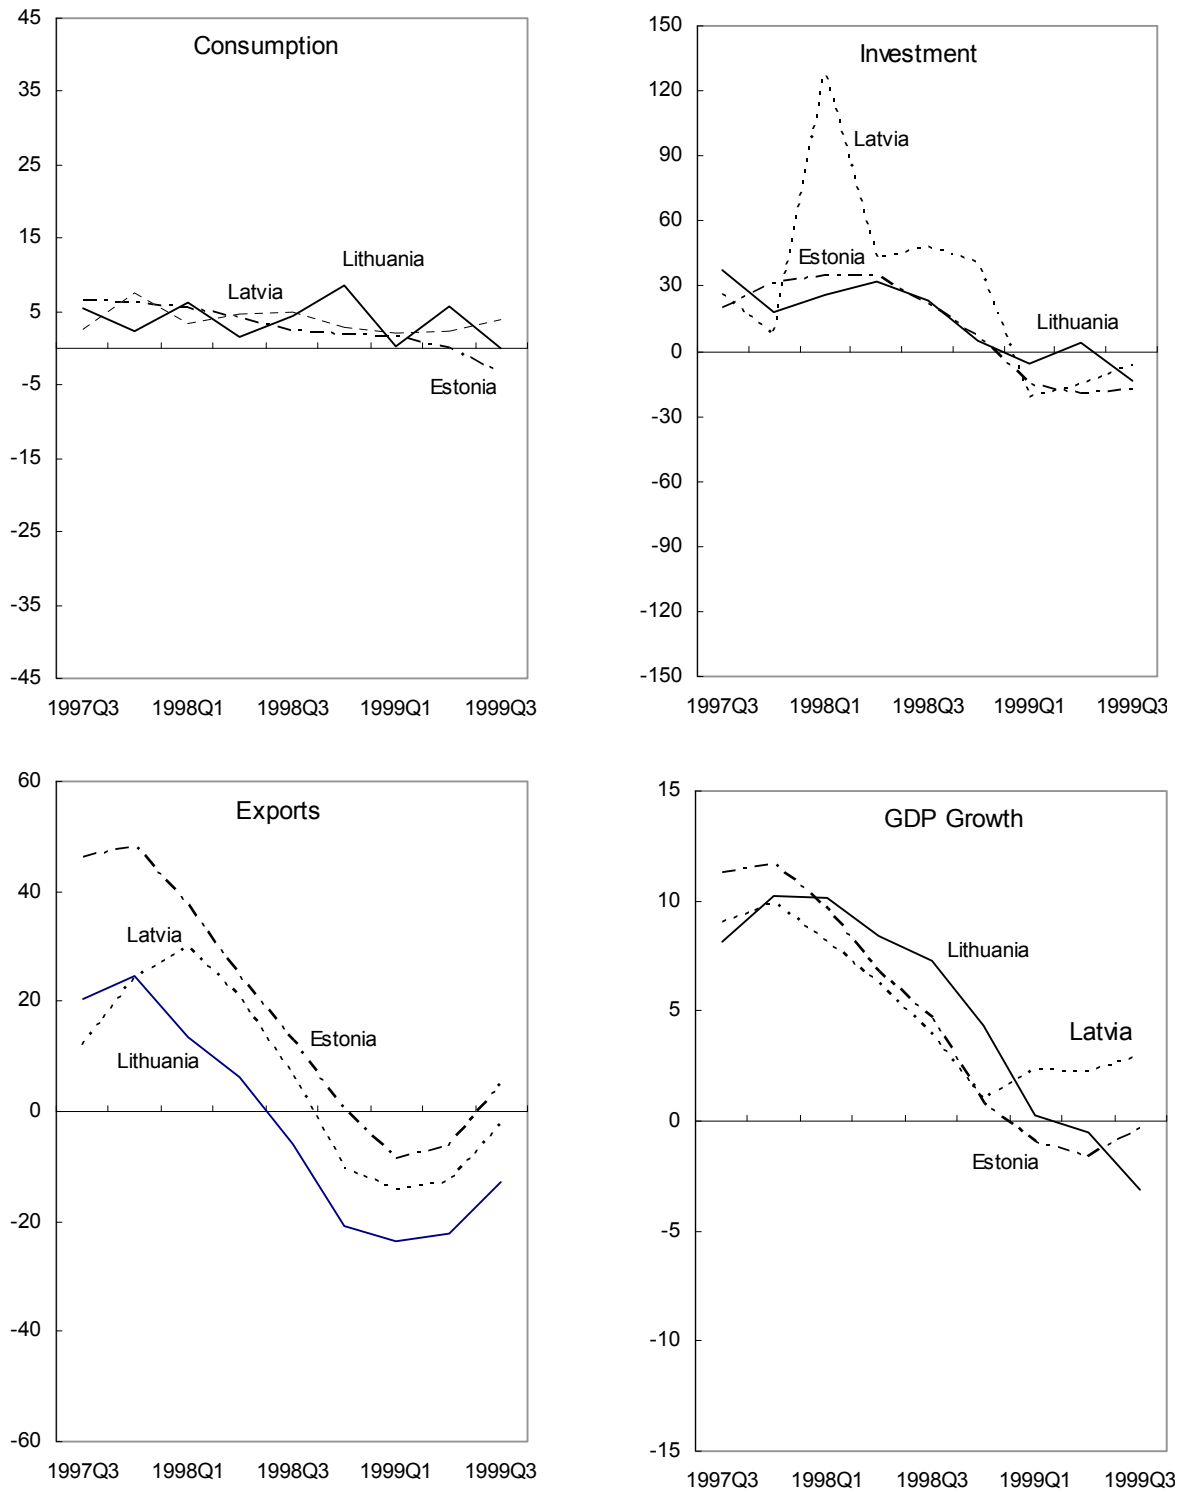 Consumption
45
35
25
15
5
-5
-15
-25
-35
-45
Lithuania
Latvia
Estonia
1997Q3 1998Q1 1998Q3 1999Q1 1999Q3
Investment
150
120
90
60
30
0
-30
-60
-90
-120
-150
Latvia
Estonia
Lithuania
1997Q3 1998Q1 1998Q3 1999Q1 1999Q3
Exports
60
40
20
0
-20
-40
-60
Latvia
Estonia
Lithuania
1997Q3 1998Q1 1998Q3 1999Q1 1999Q3
GDP Growth
15
10
5
0
-5
-10
-15
Lithuania
Latvia
Estonia
1997Q3 1998Q1 1998Q3 1999Q1 1999Q3